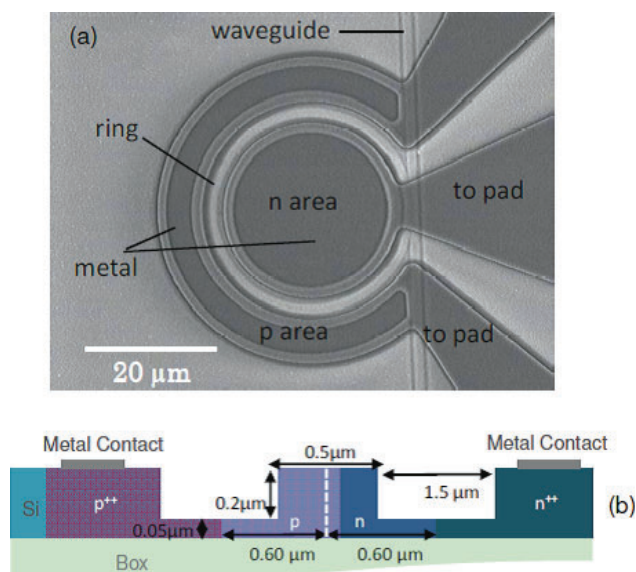 (a)
waveguide
ring
n area
to pad
metal
p area
to pad
20 µm
Metal Contact
0.5µm
Metal Contact
Si
p++
0.2µm
1.5 µm
n++
(b)
0.05µm
p
n
0.60 µm
0.60 µm
Box